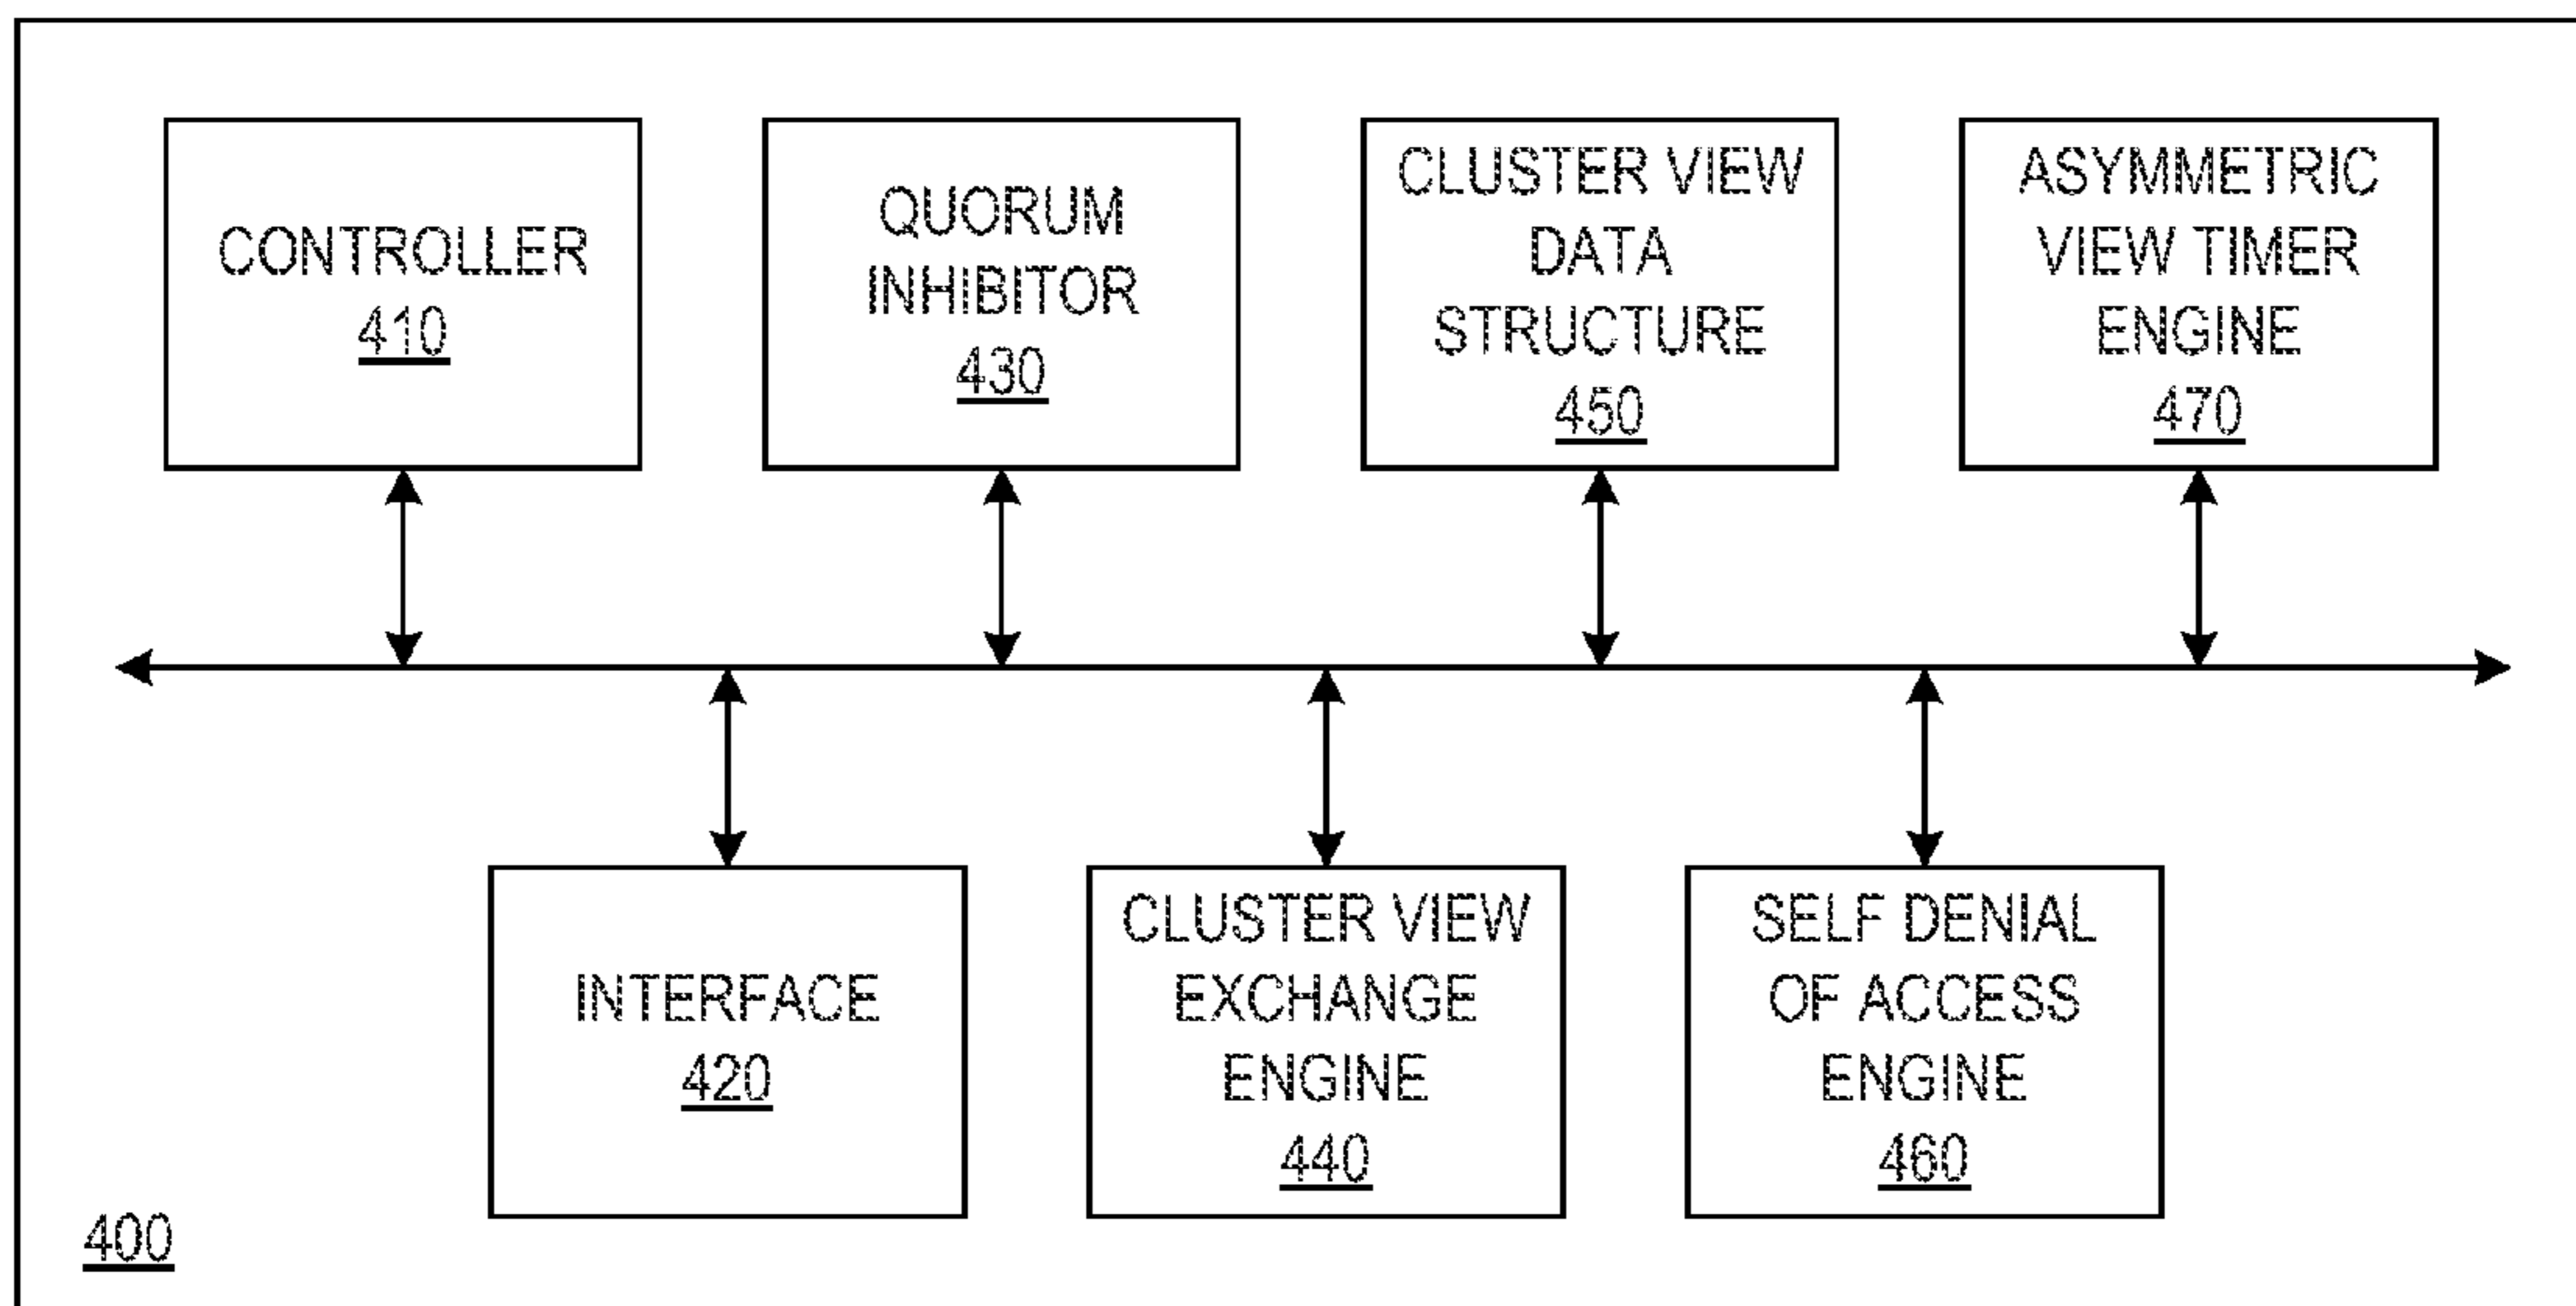 CONTROLLER
410
QUORUM
INHIBITOR
430
CLUSTER VIEW
DATA
STRUCTURE
450
ASYMMETRIC
VIEW TIMER
ENGINE
470
INTERFACE
420
CLUSTER VIEW
EXCHANGE
ENGINE
440
SELF DENIAL
OF ACCESS
ENGINE
460
400